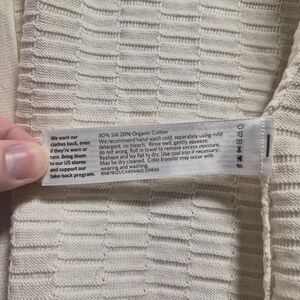 We want our
clothes back, even
if they're worn or
torn. Bring them
to our US stores
and support our
take-back program.
80% Silk 20% Organic Cotton
We recommend hand wash cold, separately using mild
detergent, no bleach. Rinse well, gently squeeze.
do not wring. Roll in towel to remove excess moisture.
Reshape and lay flat to dry. Use cool iron if necessary.
May be dry cleaned. Color transfer may occur with
wearing and washing.